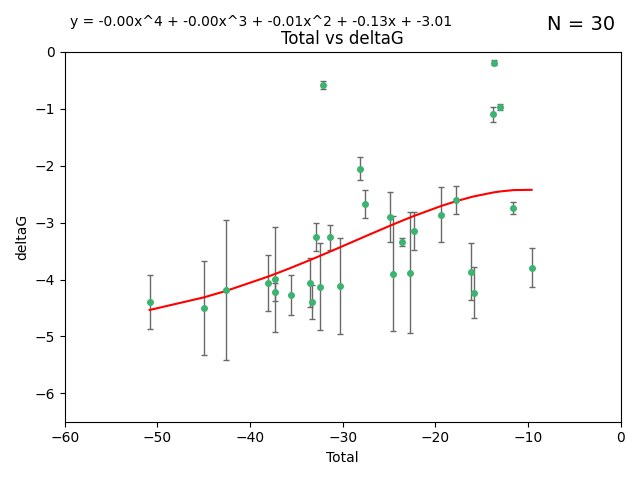 y = -0.00x^4 + -0.00x^3 + -0.01x^2 + -0.13x + -3.01
N = 30
Total vs deltaG
0
−1
−2
−3
−4
−5
−6
deltaG
−60 −50 −40 −30 −20 −10 0
Total